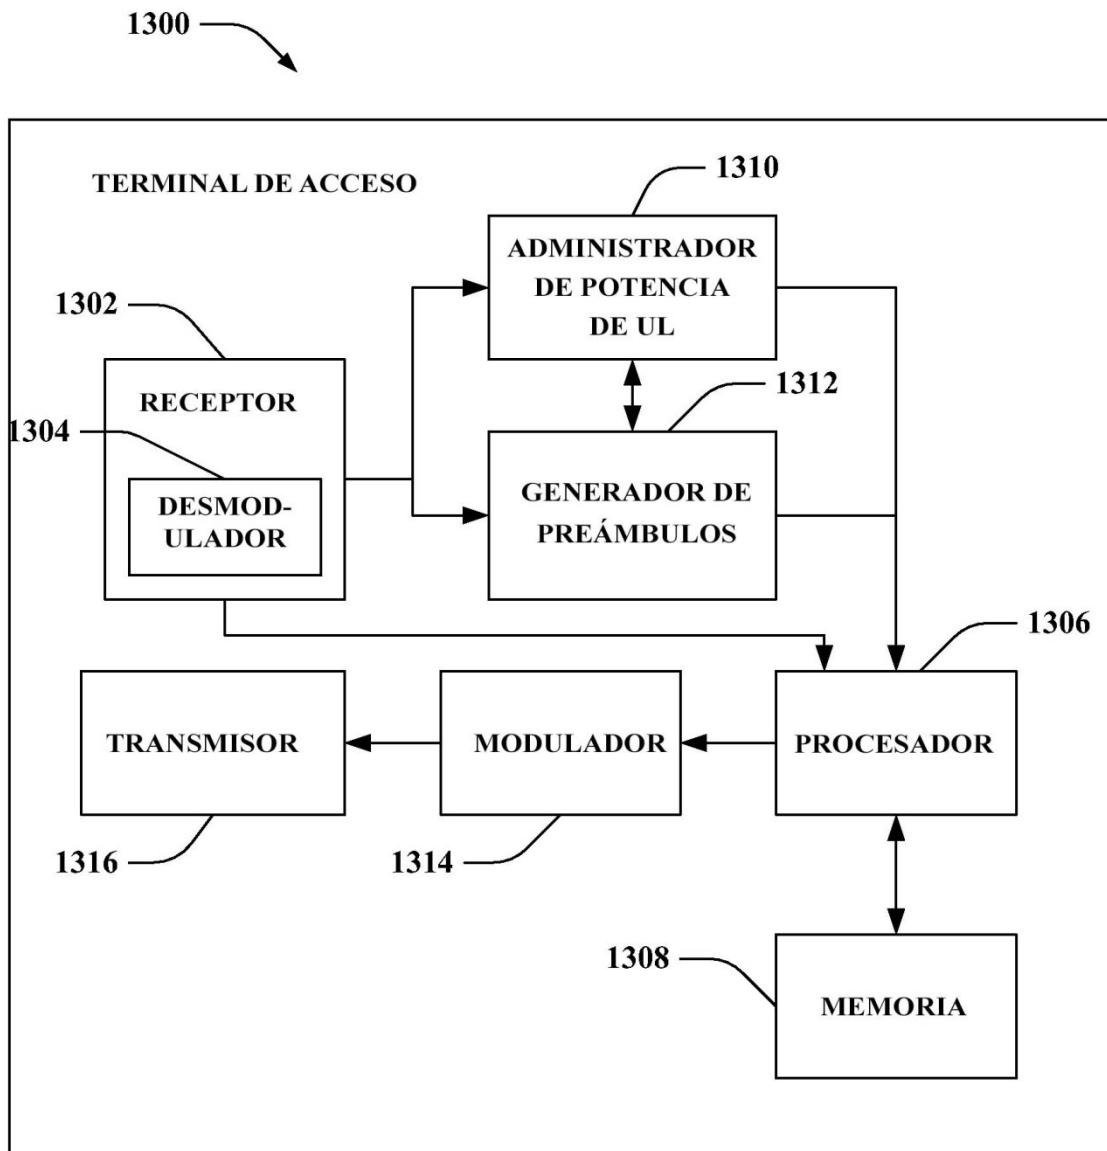 1300
TERMINAL DE ACCESO
1310
ADMINISTRADOR
DE POTENCIA
DE UL
1302
RECEPTOR
1312
1304
DESMOD-
ULADOR
GENERADOR DE
PREÁMBULOS
1306
TRANSMISOR
MODULADOR
PROCESADOR
1316
1314
1308
MEMORIA